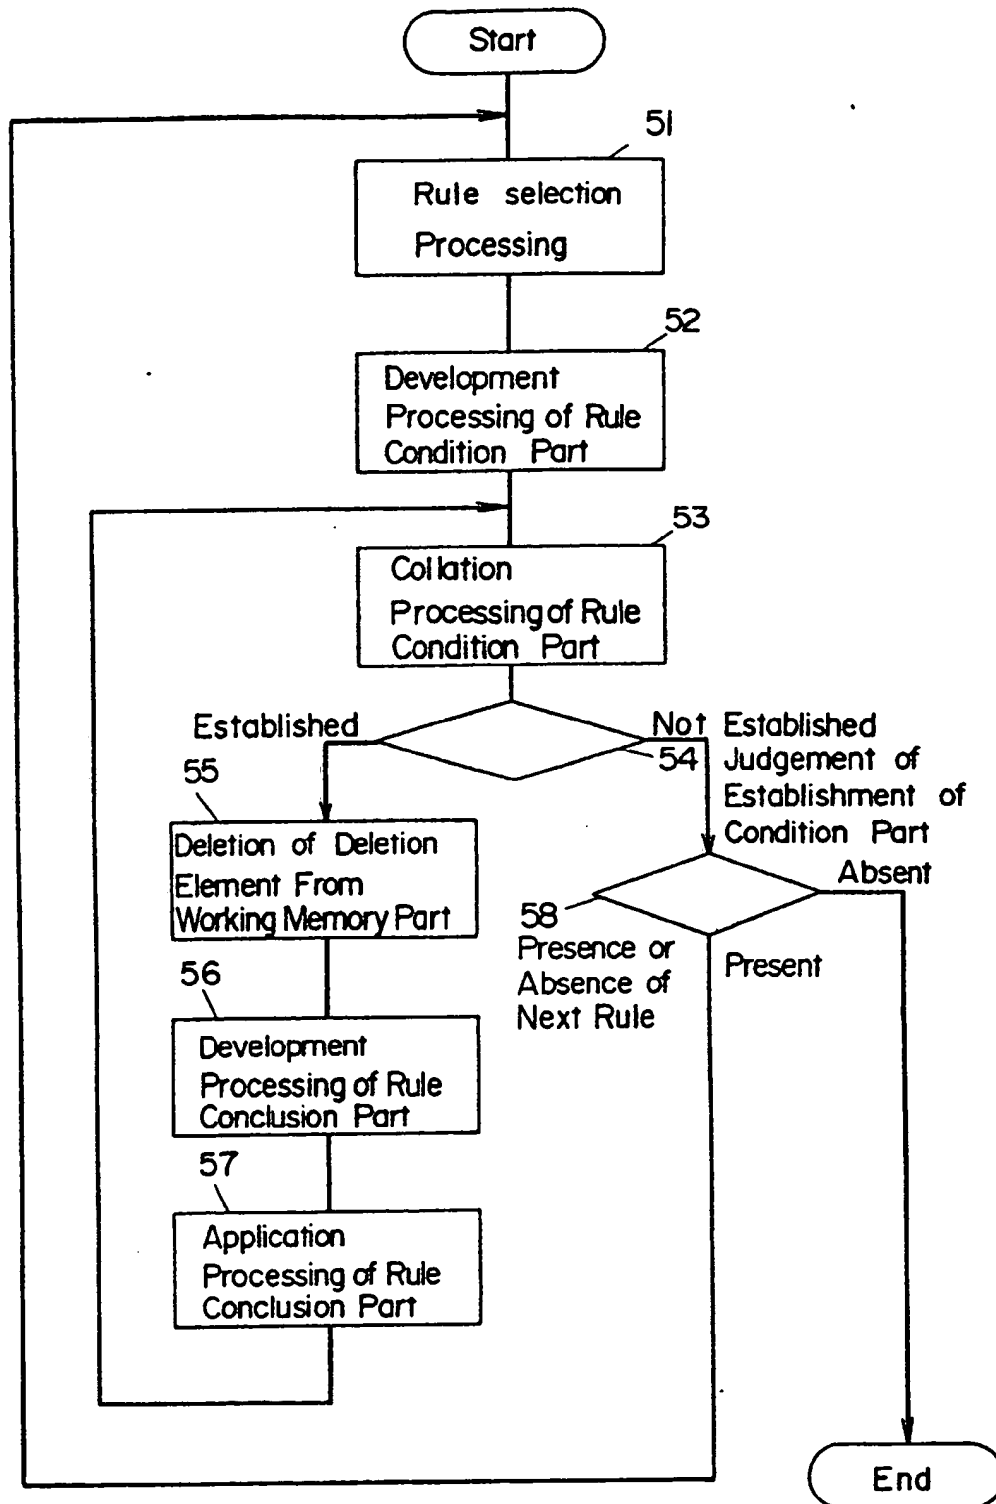 Start
51
Rule selection
Processing
52
Development
Processing of Rule
Condition Part
53
Collation
Processing of Rule
Condition Part
Established
Not Established
54
Judgement of
Establishment of
Condition Part
55
Deletion of Deletion
Element From
Working Memory Part
Absent
58
Presence or
Absence of
Next Rule
Present
56
Development
Processing of Rule
Conclusion Part
57
Application
Processing of Rule
Conclusion Part
End